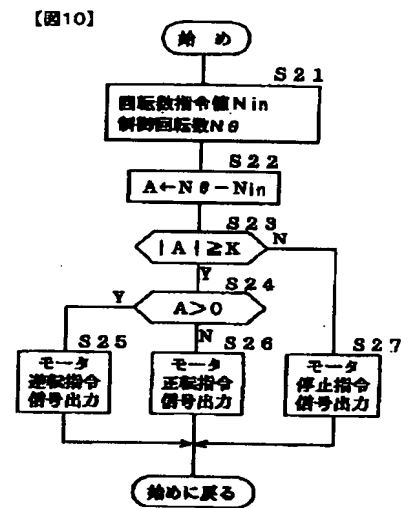 【図10】
始 め
S21
回転数指令値Nin
制御回転数Nθ
S22
A←Nθ−Nin
S23
|A|≧K
N
Y
S24
Y
A>0
N
S25
モータ
逆転指令
信号出力
S26
モータ
正転指令
信号出力
S27
モータ
停止指令
信号出力
始めに戻る